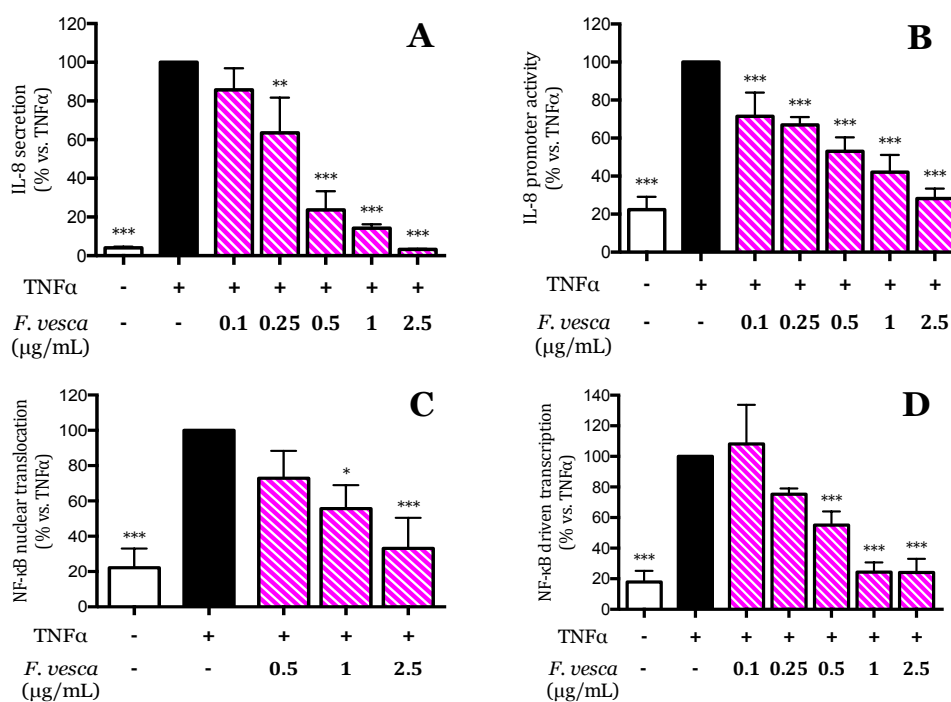 A
IL-8 secretion
(% vs. TNFα)
120
100
80
60
40
20
0
***
**
***
***
***
TNFα - + + + + + +
F. vesca - - 0.1 0.25 0.5 1 2.5
(μg/mL)
B
IL-8 promoter activity
(% vs. TNFα)
120
100
80
60
40
20
0
***
***
***
***
***
***
TNFα - + + + + + +
F. vesca - - 0.1 0.25 0.5 1 2.5
(μg/mL)
C
NF-κB nuclear translocation
(% vs. TNFα)
120
100
80
60
40
20
0
***
*
***
TNFα - + + + +
F. vesca - - 0.5 1 2.5
(μg/mL)
D
NF-κB driven transcription
(% vs. TNFα)
140
120
100
80
60
40
20
0
***
***
***
***
TNFα - + + + + + +
F. vesca - - 0.1 0.25 0.5 1 2.5
(μg/mL)